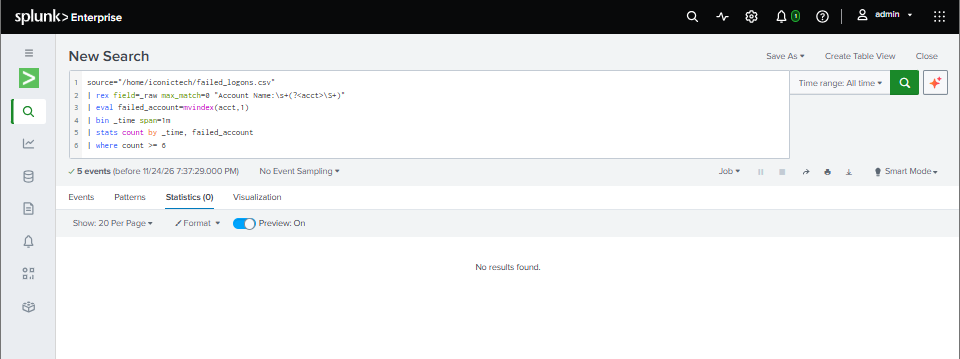 splunk> Enterprise
1
admin
New Search
Save As
Create Table View
Close
1 source="/home/iconictech/failed_logons.csv"
2 | rex field=_raw max_match=0 "Account Name:\s+(?<acct>\S+)"
3 | eval failed_account=mvindex(acct,1)
4 | bin _time span=1m
5 | stats count by _time, failed_account
6 | where count >= 6
Time range: All time
5 events (before 11/24/26 7:37:29.000 PM)
No Event Sampling
Job
Smart Mode
Events
Patterns
Statistics (0)
Visualization
Show: 20 Per Page
Format
Preview: On
No results found.